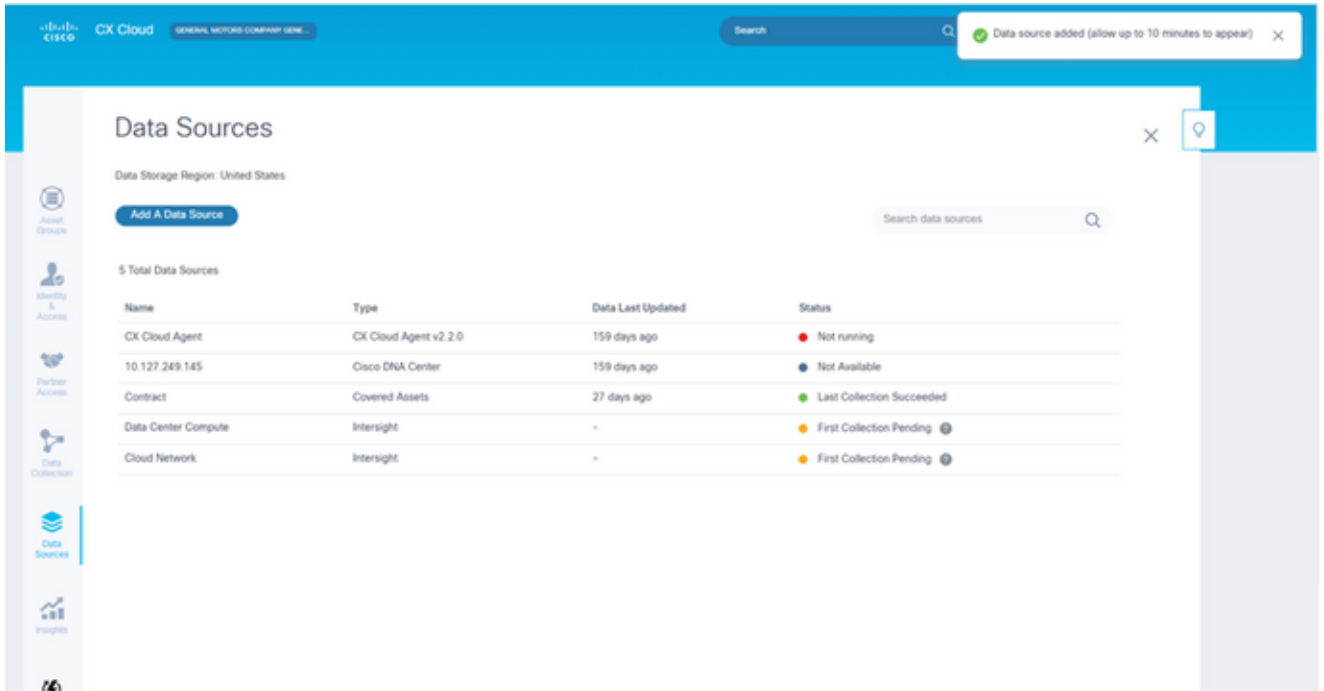 cisco
CX Cloud
GENERAL MOTORS COMPANY GENE...
Search
Data source added (allow up to 10 minutes to appear)
Data Sources
Data Storage Region: United States
Add A Data Source
Search data sources
5 Total Data Sources
Name Type Data Last Updated Status
CX Cloud Agent CX Cloud Agent v2.2.0 159 days ago Not running
10.127.249.145 Cisco DNA Center 159 days ago Not Available
Contract Covered Assets 27 days ago Last Collection Succeeded
Data Center Compute Intersight - First Collection Pending ?
Cloud Network Intersight - First Collection Pending ?
Asset
Groups
Identity
&
Access
Partner
Access
Data
Collection
Data
Sources
Insights